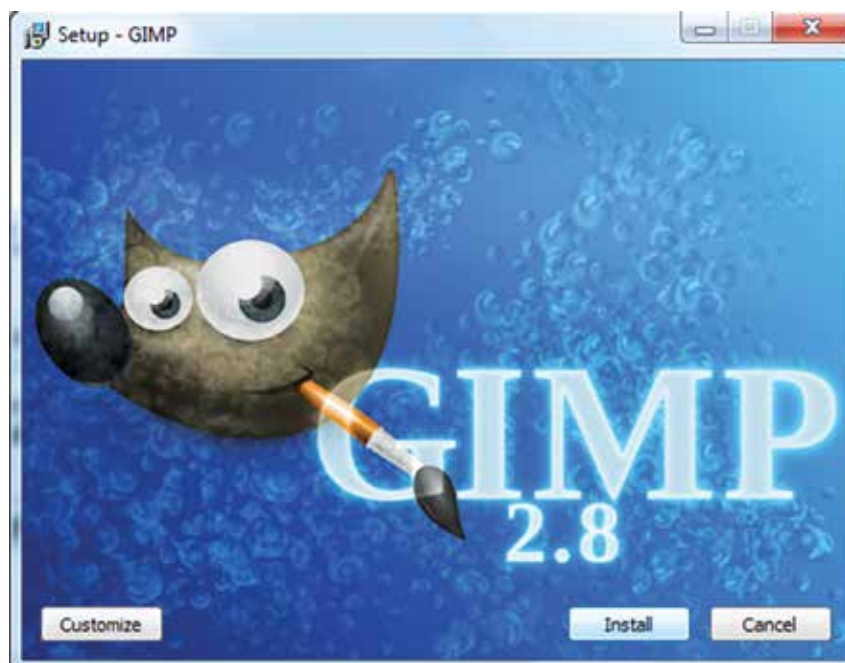 Setup - GIMP
GIMP
2.8
Customize
Install
Cancel